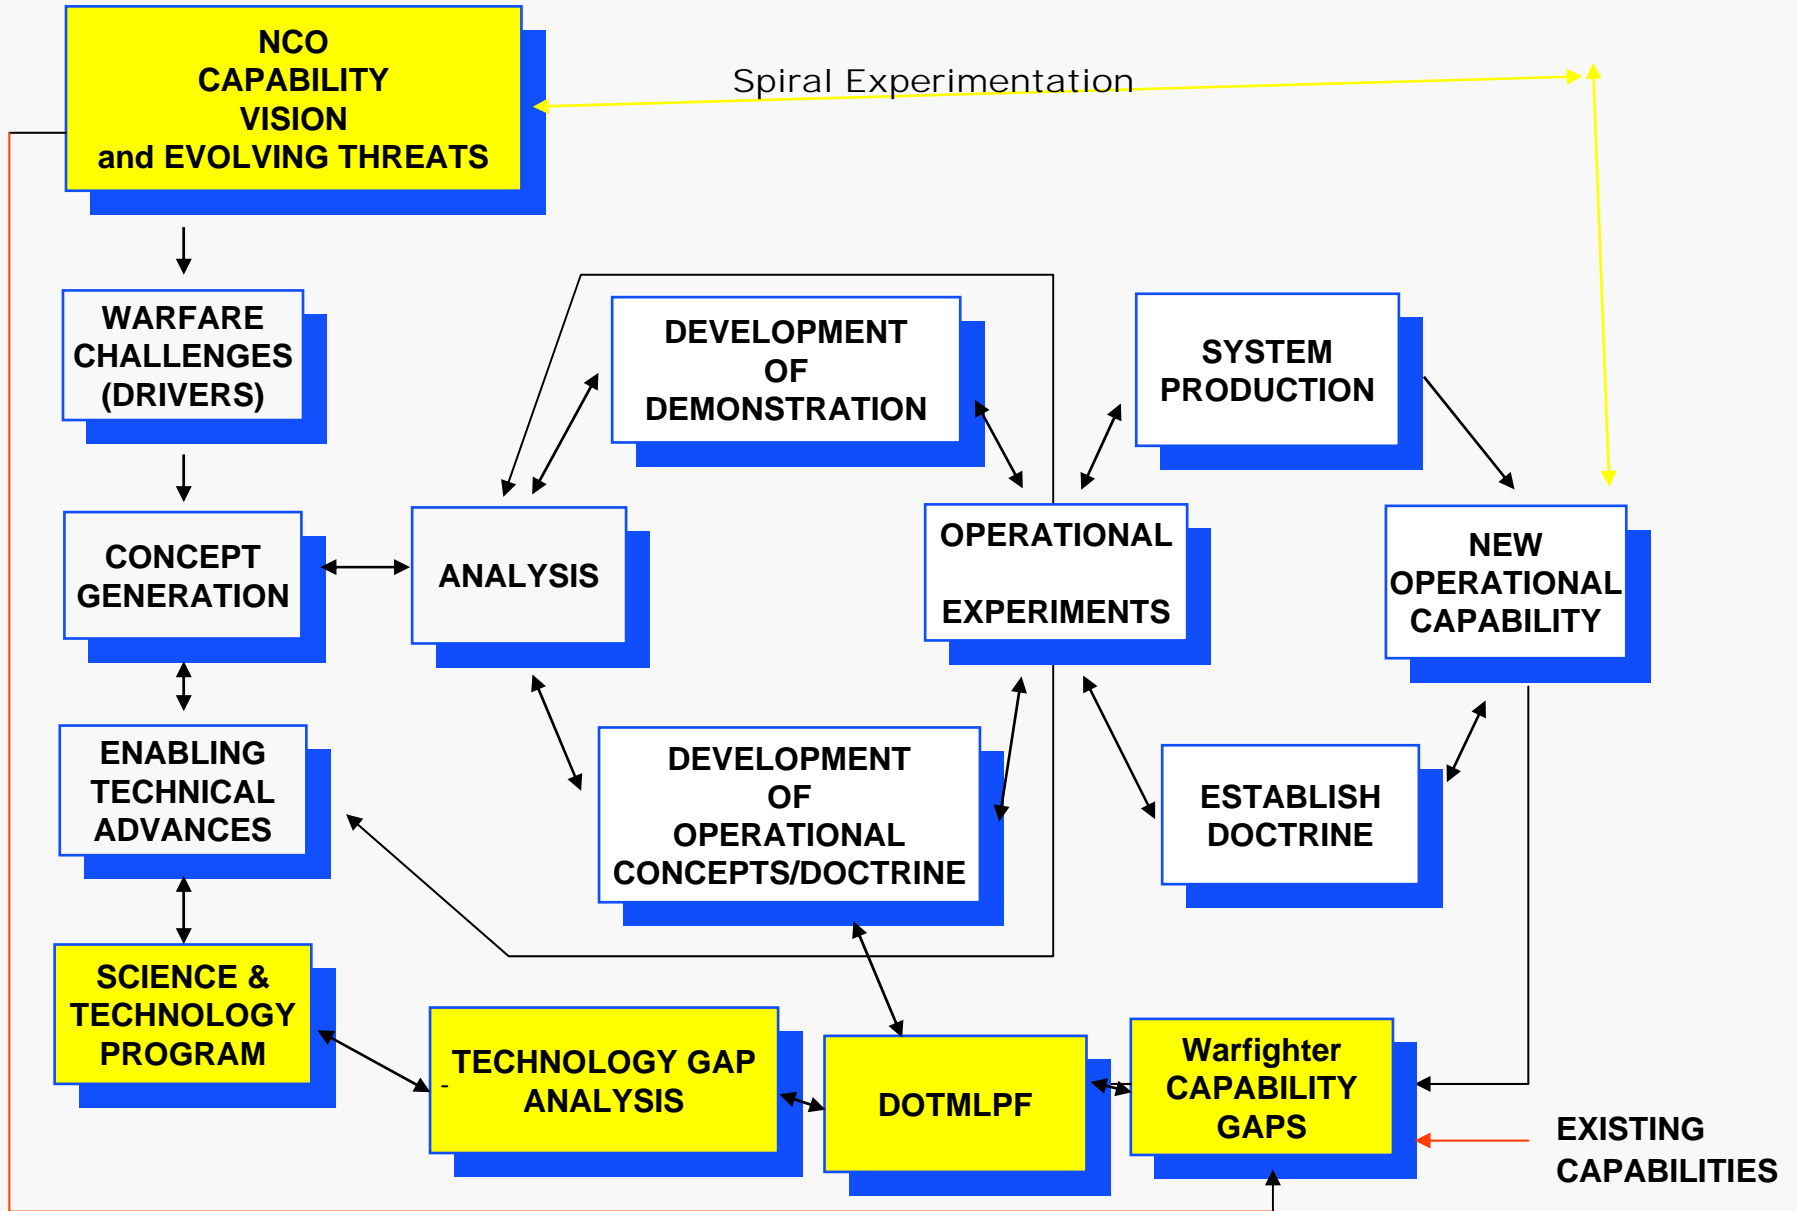 NCO
CAPABILITY
VISION
and EVOLVING THREATS
Spiral Experimentation
WARFARE
CHALLENGES
(DRIVERS)
DEVELOPMENT
OF
DEMONSTRATION
SYSTEM
PRODUCTION
CONCEPT
GENERATION
ANALYSIS
OPERATIONAL
EXPERIMENTS
NEW
OPERATIONAL
CAPABILITY
ENABLING
TECHNICAL
ADVANCES
DEVELOPMENT
OF
OPERATIONAL
CONCEPTS/DOCTRINE
ESTABLISH
DOCTRINE
SCIENCE &
TECHNOLOGY
PROGRAM
TECHNOLOGY GAP
- ANALYSIS
DOTMLPF
Warfighter
CAPABILITY
GAPS
EXISTING
CAPABILITIES